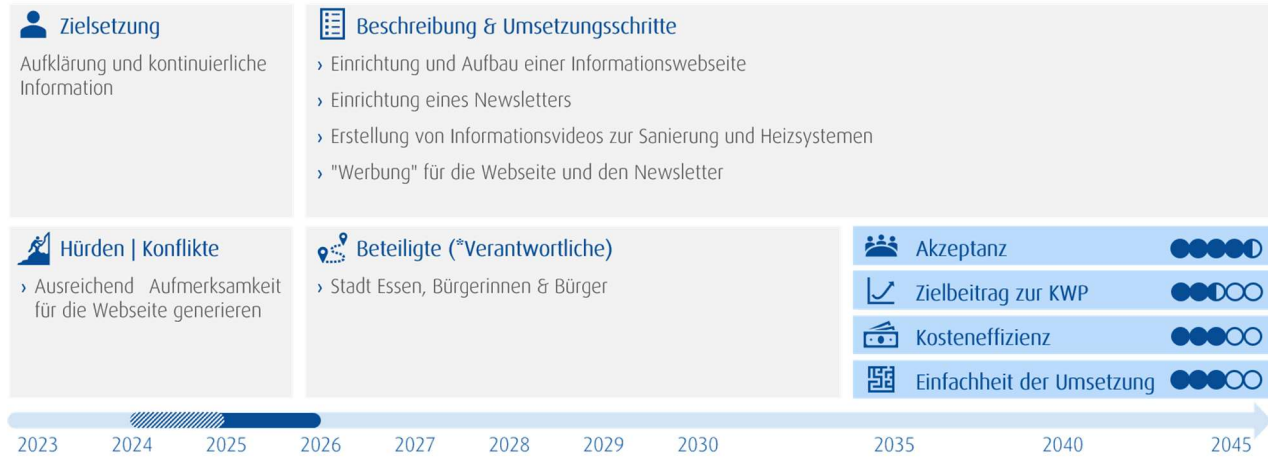 Zielsetzung
Aufklärung und kontinuierliche
Information
Beschreibung & Umsetzungsschritte
› Einrichtung und Aufbau einer Informationswebseite
› Einrichtung eines Newsletters
› Erstellung von Informationsvideos zur Sanierung und Heizsystemen
› "Werbung" für die Webseite und den Newsletter
Hürden | Konflikte
› Ausreichend Aufmerksamkeit
für die Webseite generieren
Beteiligte (*Verantwortliche)
› Stadt Essen, Bürgerinnen & Bürger
Akzeptanz
Zielbeitrag zur KWP
Kosteneffizienz
Einfachheit der Umsetzung
2023 2024 2025 2026 2027 2028 2029 2030 2035 2040 2045